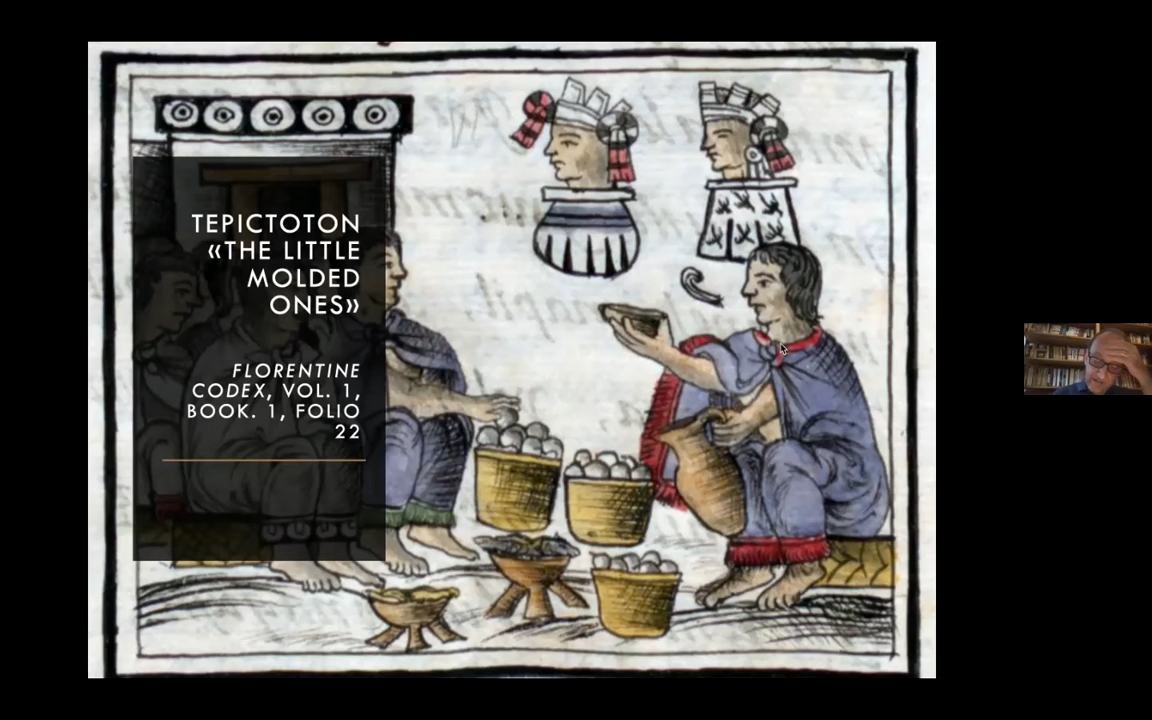 TEPICTOTON
«THE LITTLE
MOLDED
ONES»
FLORENTINE
CODEX, VOL. 1,
BOOK. 1, FOLIO
22